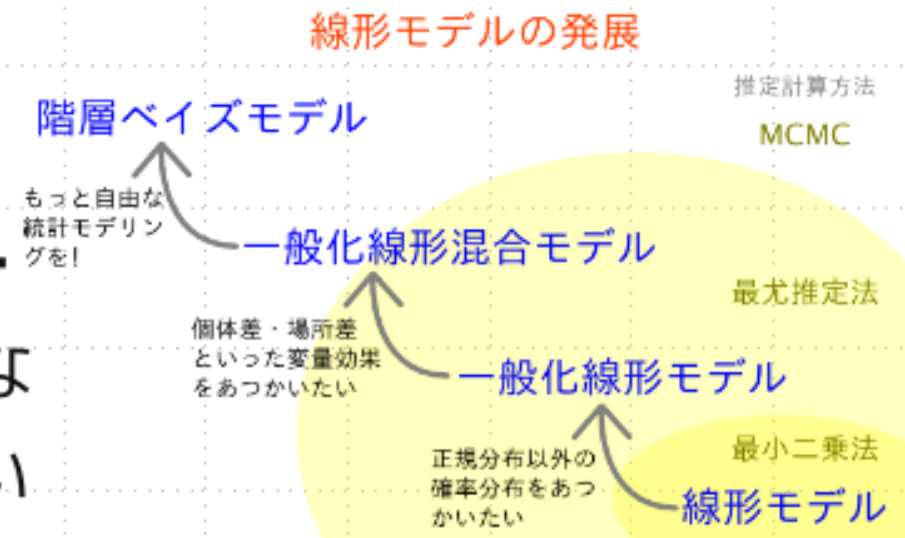 線形モデルの発展
推定計算方法
階層ベイズモデル
MCMC
もっと自由な
統計モデリン
グを!
一般化線形混合モデル
最尤推定法
個体差・場所差
といった変量効果
をあつかいたい
な
一般化線形モデル
最小二乗法
正規分布以外の
確率分布をあつ
かいたい
い
線形モデル